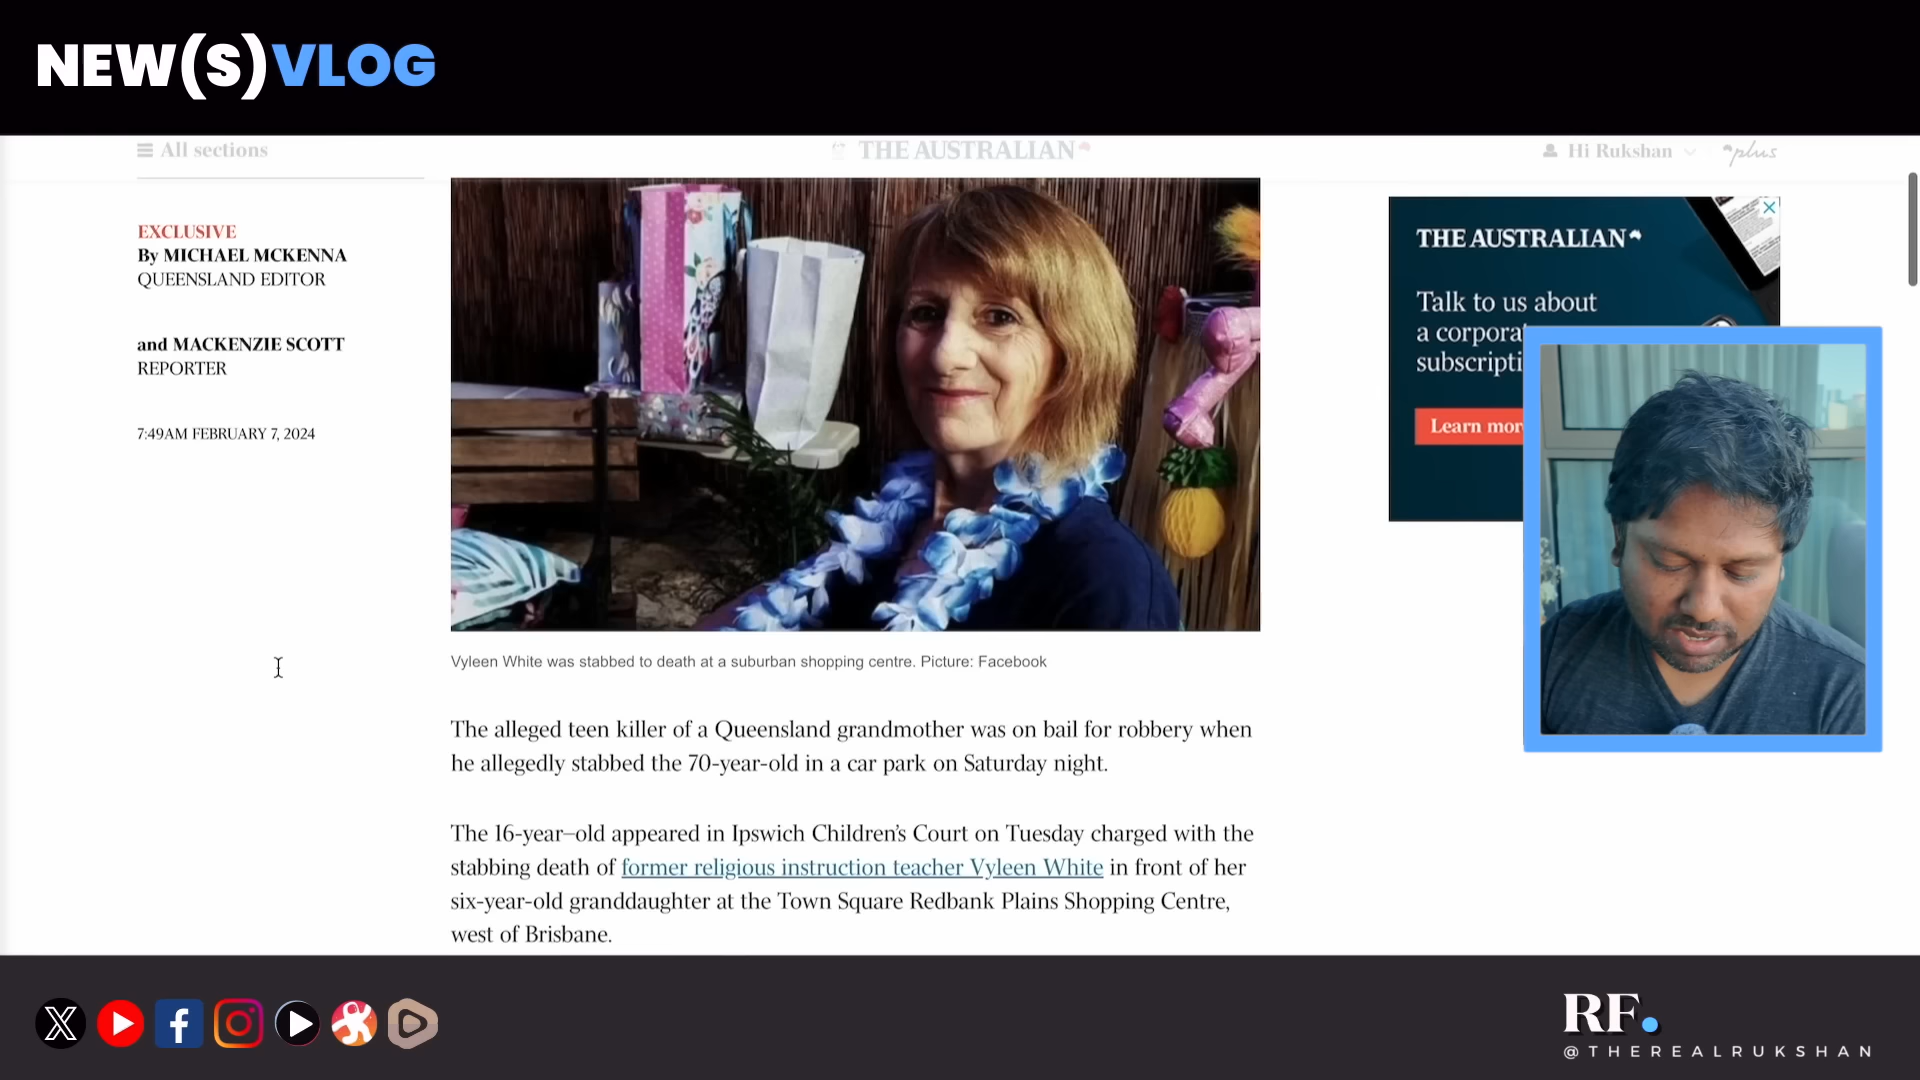 NEW(S)VLOG
All sections
THE AUSTRALIAN
Hi Rukshan
plus
EXCLUSIVE
By MICHAEL MCKENNA
QUEENSLAND EDITOR
and MACKENZIE SCOTT
REPORTER
7:49AM FEBRUARY 7, 2024
THE AUSTRALIAN
Talk to us about
a corporat
subscripti
Learn mor
Vyleen White was stabbed to death at a suburban shopping centre. Picture: Facebook
The alleged teen killer of a Queensland grandmother was on bail for robbery when
he allegedly stabbed the 70-year-old in a car park on Saturday night.
The 16-year–old appeared in Ipswich Children’s Court on Tuesday charged with the
stabbing death of former religious instruction teacher Vyleen White in front of her
six-year-old granddaughter at the Town Square Redbank Plains Shopping Centre,
west of Brisbane.
RF.
@THEREALRUKSHAN